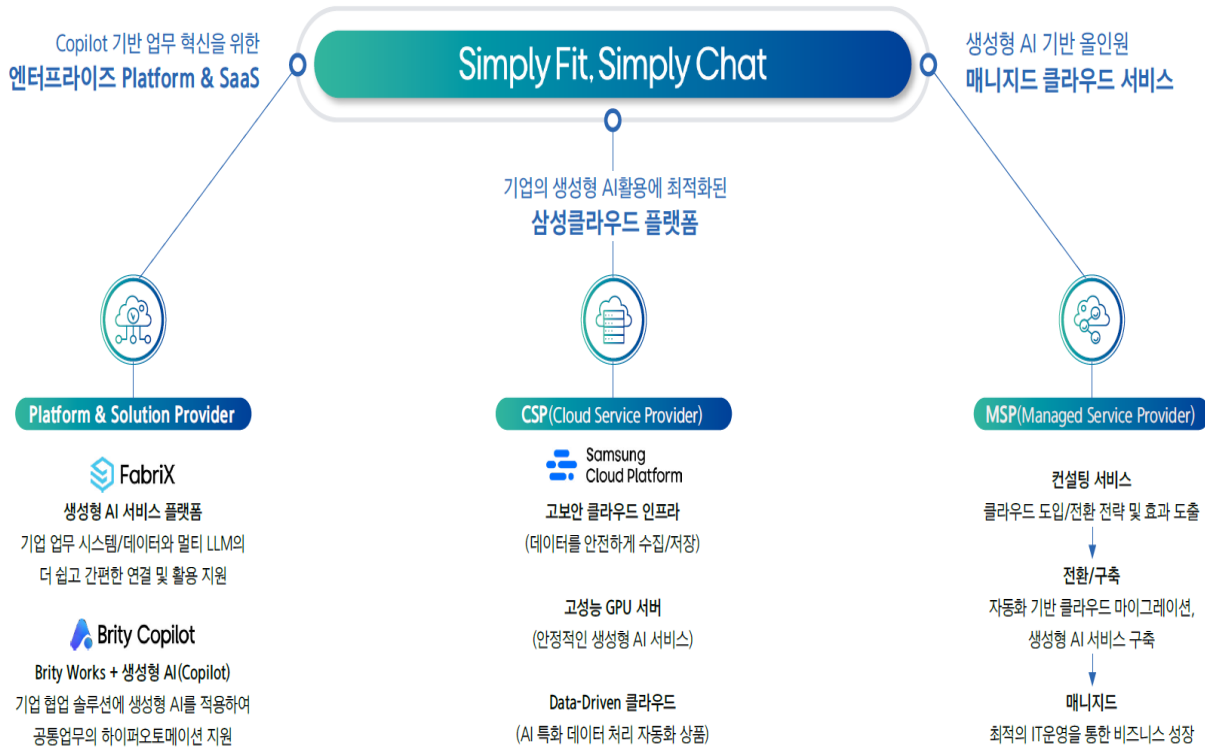 Simply Fit, Simply Chat
Copilot 기반 업무 혁신을 위한
엔터프라이즈 Platform & SaaS
기업의 생성형 AI활용에 최적화된
삼성클라우드 플랫폼
생성형 AI 기반 올인원
매니지드 클라우드 서비스
Platform & Solution Provider
FabriX
생성형 AI 서비스 플랫폼
기업 업무 시스템/데이터와 멀티 LLM의
더 쉽고 간편한 연결 및 활용 지원
Brity Copilot
Brity Works + 생성형 AI(Copilot)
기업 협업 솔루션에 생성형 AI를 적용하여
공통업무의 하이퍼오토메이션 지원
CSP(Cloud Service Provider)
Samsung
Cloud Platform
고보안 클라우드 인프라
(데이터를 안전하게 수집/저장)
고성능 GPU 서버
(안정적인 생성형 AI 서비스)
Data-Driven 클라우드
(AI 특화 데이터 처리 자동화 상품)
MSP(Managed Service Provider)
컨설팅 서비스
클라우드 도입/전환 전략 및 효과 도출
전환/구축
자동화 기반 클라우드 마이그레이션,
생성형 AI 서비스 구축
매니지드
최적의 IT운영을 통한 비즈니스 성장